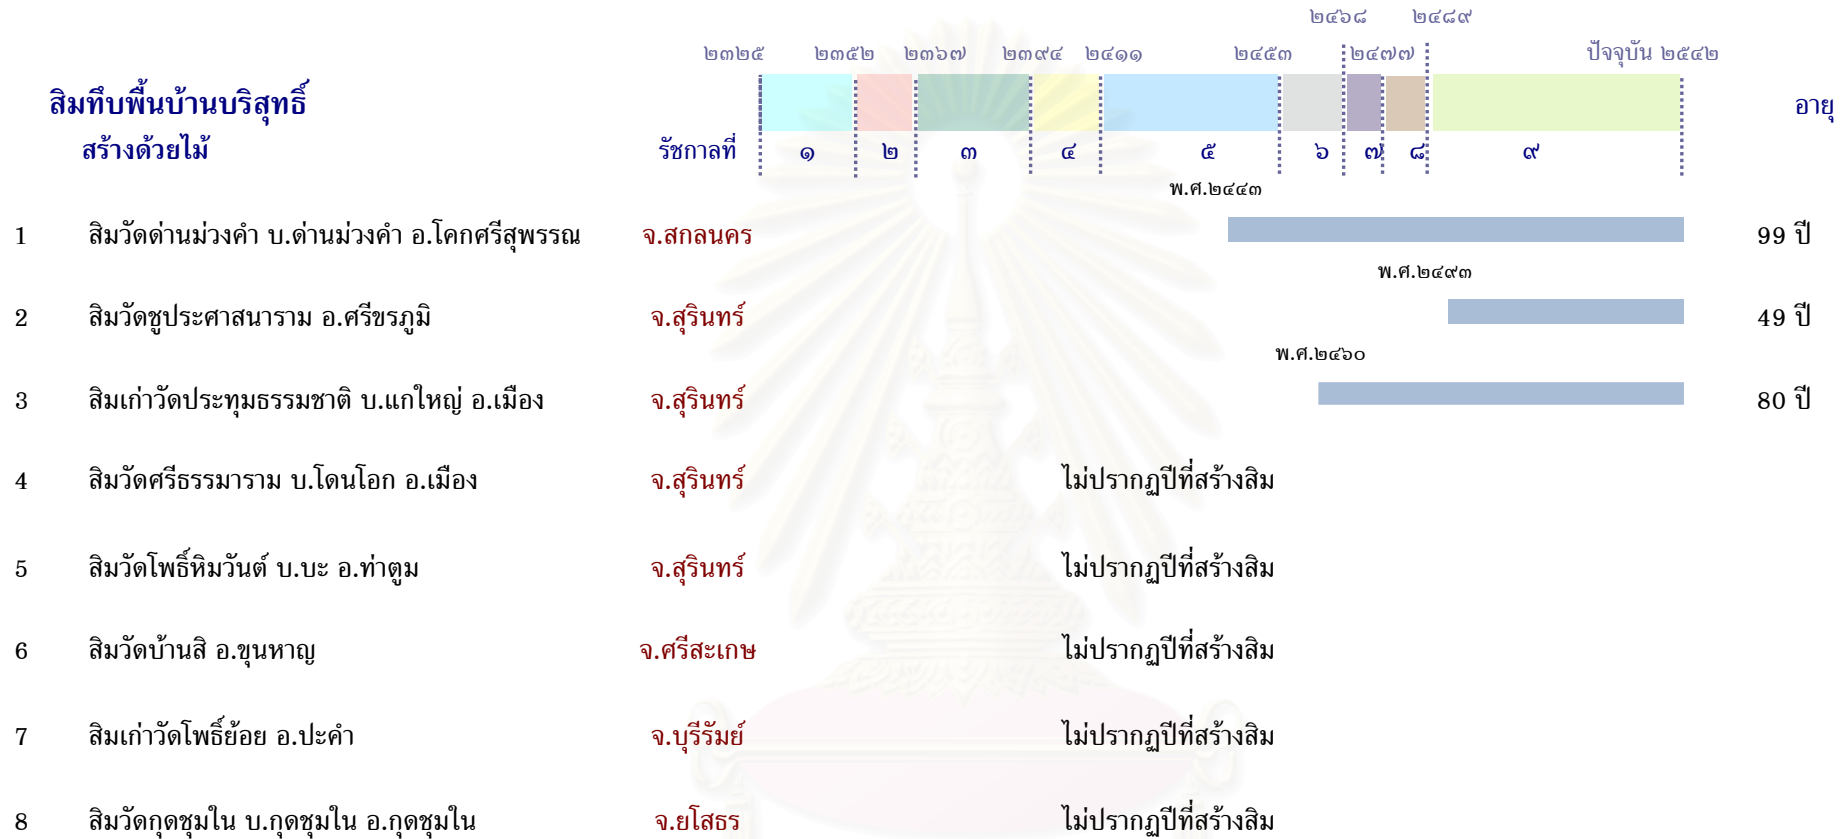 ๒๔๖๘ ๒๔๘๙
๒๓๒๕ ๒๓๕๒ ๒๓๖๗ ๒๓๙๔ ๒๔๑๑ ๒๔๕๓ ๒๔๗๗ ปัจจุบัน ๒๕๔๒
สิมทึบพื้นบ้านบริสุทธิ์ อายุ
สร้างด้วยไม้ รัชกาลที่ ๑ ๒ ๓ ๔ ๕ ๖ ๗ ๘ ๙
พ.ศ.๒๔๔๓
1 สิมวัดด่านม่วงคำ บ.ด่านม่วงคำ อ.โคกศรีสุพรรณ จ.สกลนคร 99 ปี
พ.ศ.๒๔๙๓
2 สิมวัดชูประศาสนาราม อ.ศรีขรภูมิ จ.สุรินทร์ 49 ปี
พ.ศ.๒๔๖๐
3 สิมเก่าวัดประทุมธรรมชาติ บ.แกใหญ่ อ.เมือง จ.สุรินทร์ 80 ปี
4 สิมวัดศรีธรรมาราม บ.โดนโอก อ.เมือง จ.สุรินทร์ ไม่ปรากฏปีที่สร้างสิม
5 สิมวัดโพธิ์หิมวันต์ บ.บะ อ.ท่าตูม จ.สุรินทร์ ไม่ปรากฏปีที่สร้างสิม
6 สิมวัดบ้านสิ อ.ขุนหาญ จ.ศรีสะเกษ ไม่ปรากฏปีที่สร้างสิม
7 สิมเก่าวัดโพธิ์ย้อย อ.ปะคำ จ.บุรีรัมย์ ไม่ปรากฏปีที่สร้างสิม
8 สิมวัดกุดชุมใน บ.กุดชุมใน อ.กุดชุมใน จ.ยโสธร ไม่ปรากฏปีที่สร้างสิม